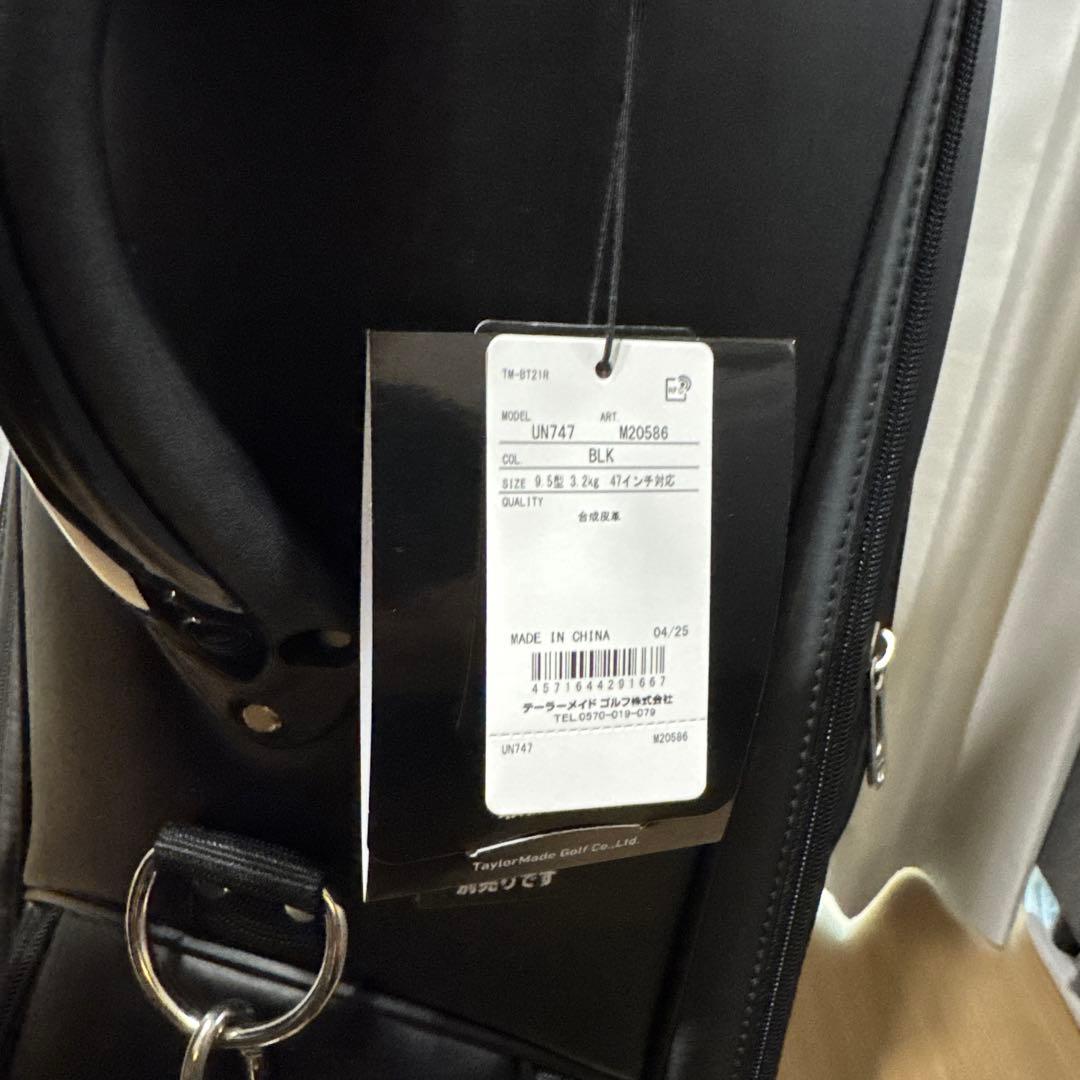 TM-BT21R
MODEL UN747 ART. M20586
COL. BLK
SIZE 9.5型 3.2kg 47インチ対応
QUALITY
合成皮革
MADE IN CHINA 04/25
4571644291667
テーラーメイド ゴルフ株式会社
TEL.0570-019-079
UN747 M20586
TaylorMade Golf Co.,Ltd.
別売りです